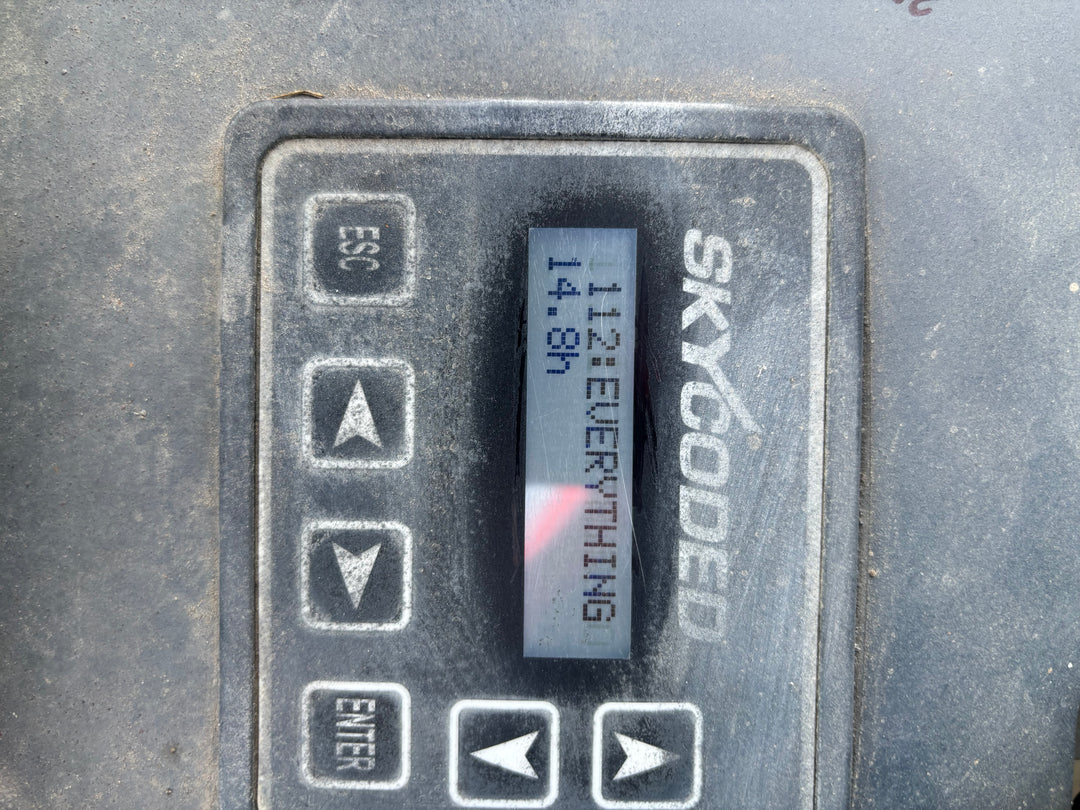 SKYCODED
112:EVERYTHING
14.8h
ESC
ENTER